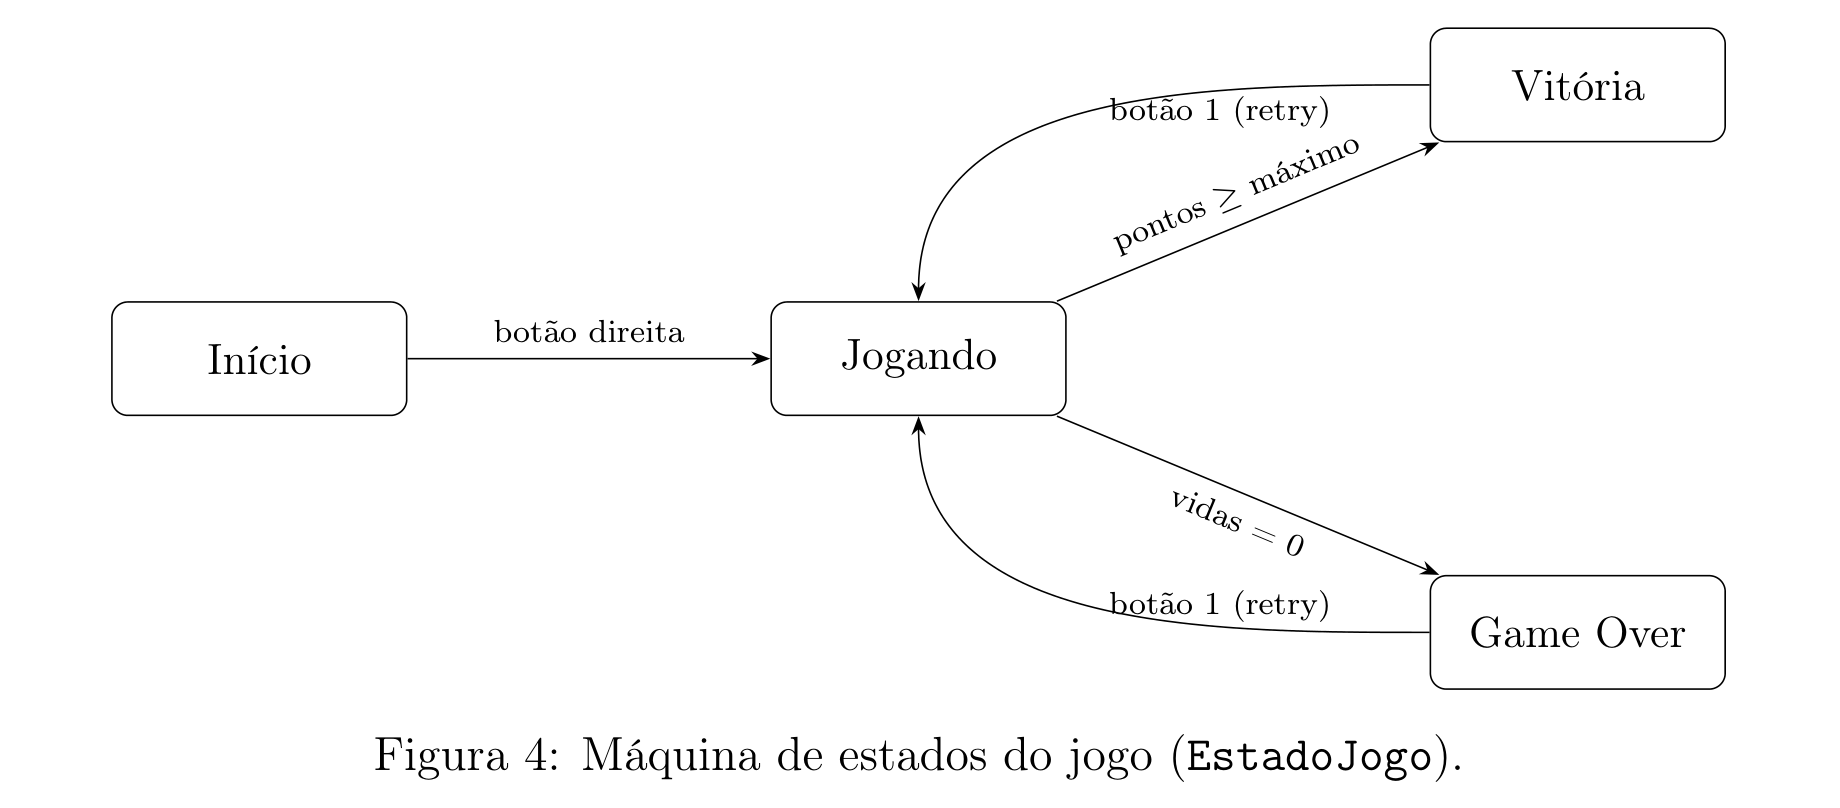 Vitória
botão 1 (retry)
pontos ≥ máximo
botão direita
Início
Jogando
vidas = 0
botão 1 (retry)
Game Over
Figura 4: Máquina de estados do jogo (EstadoJogo).